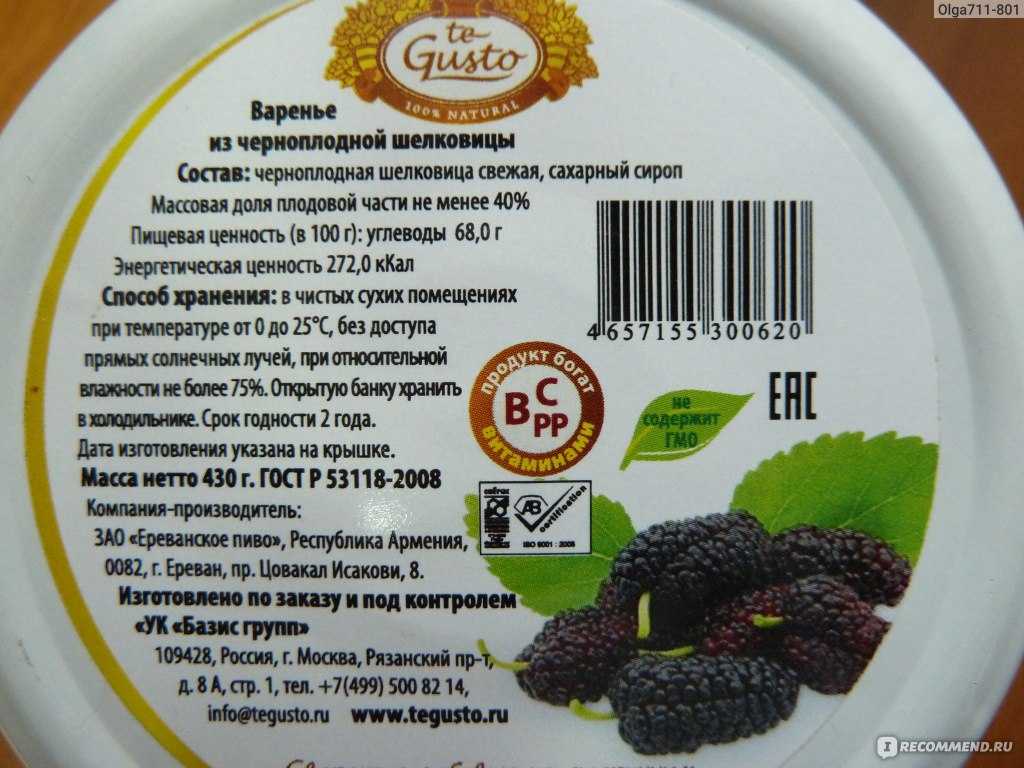 Olga711-801
te
Gusto
100% NATURAL
Варенье
из черноплодной шелковицы
Состав: черноплодная шелковица свежая, сахарный сироп
Массовая доля плодовой части не менее 40%
Пищевая ценность (в 100 г): углеводы 68,0 г
Энергетическая ценность 272,0 кКал
Способ хранения: в чистых сухих помещениях
при температуре от 0 до 25°С, без доступа
прямых солнечных лучей, при относительной
влажности не более 75%. Открытую банку хранить
в холодильнике. Срок годности 2 года.
Дата изготовления указана на крышке.
Масса нетто 430 г. ГОСТ Р 53118-2008
Компания-производитель:
ЗАО «Ереванское пиво», Республика Армения,
0082, г. Ереван, пр. Цовакал Исакови, 8.
Изготовлено по заказу и под контролем
«УК «Базис групп»
109428, Россия, г. Москва, Рязанский пр-т,
д. 8 А, стр. 1, тел. +7(499) 500 82 14,
info@tegusto.ru www.tegusto.ru
4 657155 300620
продукт богат
В С РР
витаминами
не
содержит
ГМО
EAC
AB
certification
ISO 9001 : 2008
I RECOMMEND.RU